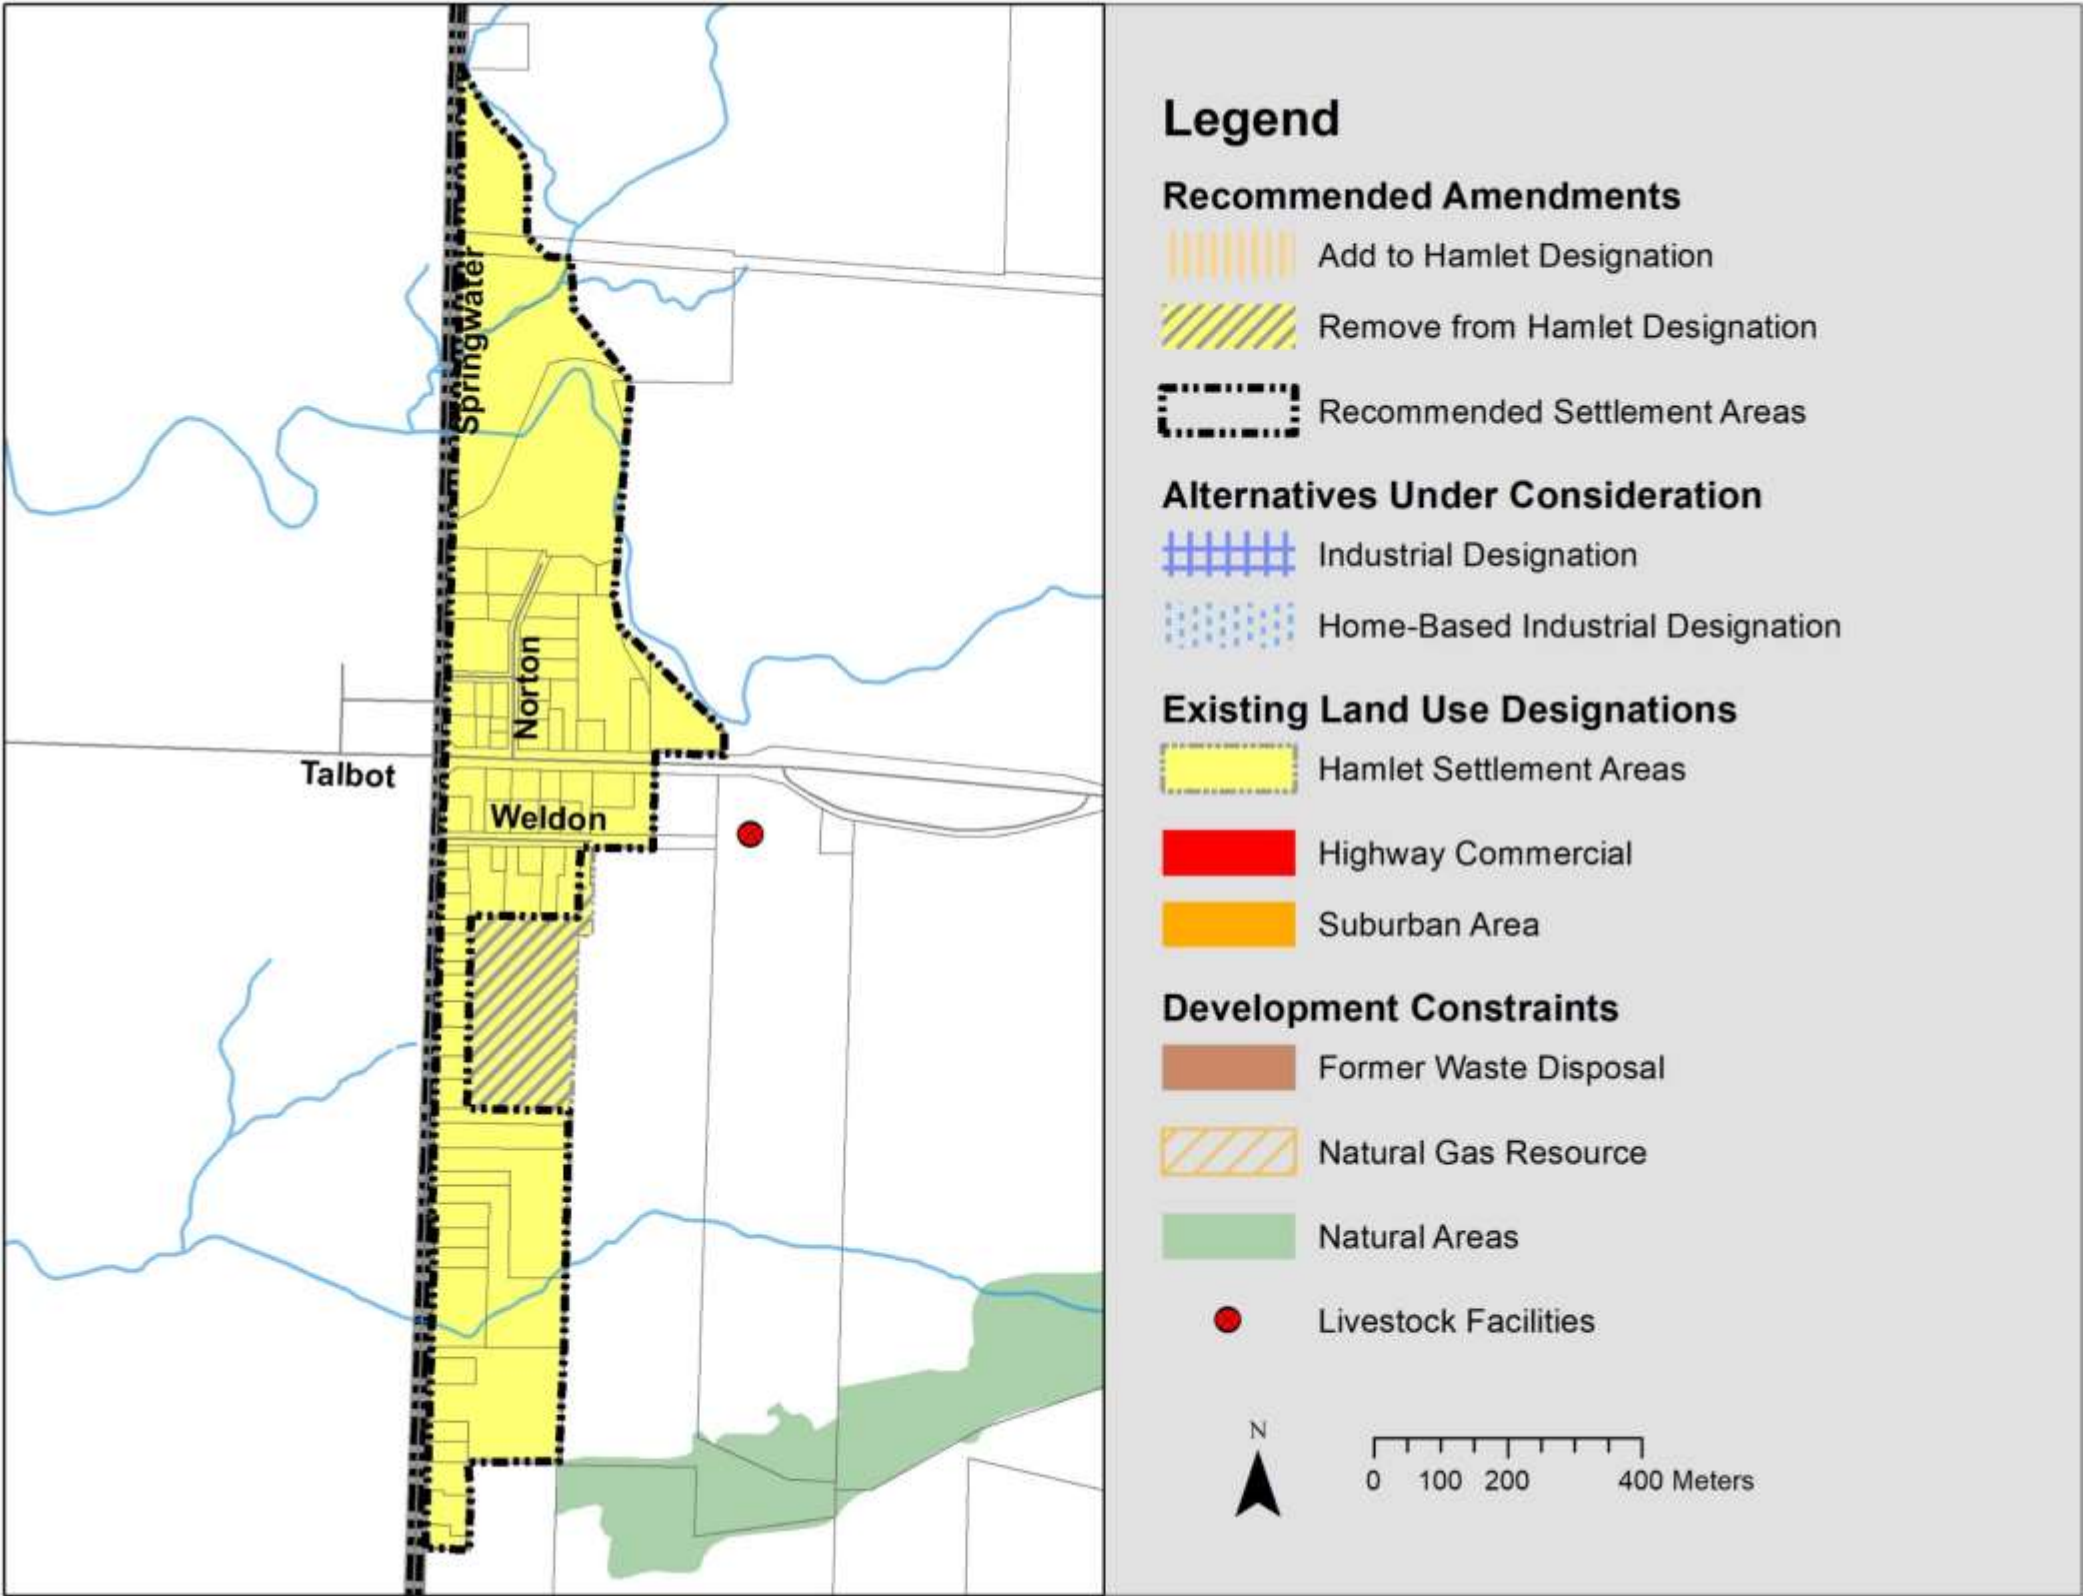 Springwater
Norton
Talbot
Weldon
Legend
Recommended Amendments
Add to Hamlet Designation
Remove from Hamlet Designation
Recommended Settlement Areas
Alternatives Under Consideration
Industrial Designation
Home-Based Industrial Designation
Existing Land Use Designations
Hamlet Settlement Areas
Highway Commercial
Suburban Area
Development Constraints
Former Waste Disposal
Natural Gas Resource
Natural Areas
Livestock Facilities
N
0 100 200 400 Meters